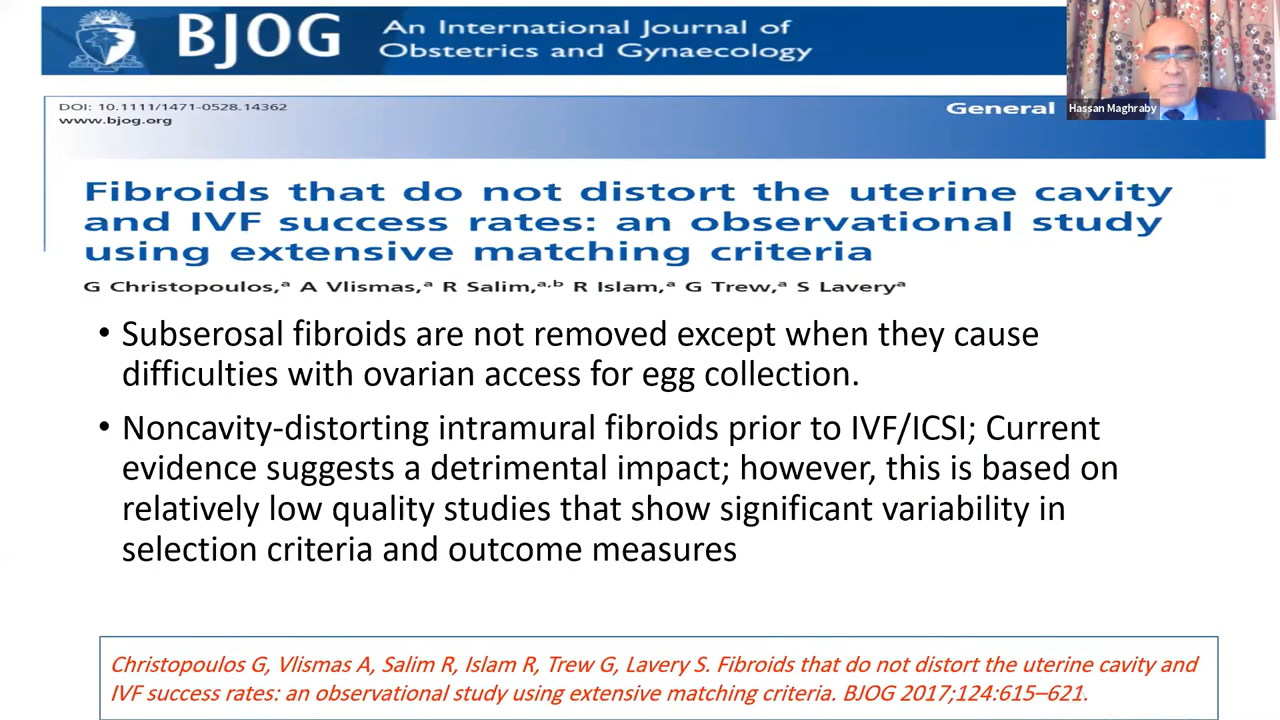 BJOG An International Journal of
Obstetrics and Gynaecology
Hassan Maghraby
DOI: 10.1111/1471-0528.14362
www.bjog.org
General
Fibroids that do not distort the uterine cavity
and IVF success rates: an observational study
using extensive matching criteria
G Christopoulos,ᵃ A Vlismas,ᵃ R Salim,ᵃ,ᵇ R Islam,ᵃ G Trew,ᵃ S Laveryᵃ
• Subserosal fibroids are not removed except when they cause
difficulties with ovarian access for egg collection.
• Noncavity-distorting intramural fibroids prior to IVF/ICSI; Current
evidence suggests a detrimental impact; however, this is based on
relatively low quality studies that show significant variability in
selection criteria and outcome measures
Christopoulos G, Vlismas A, Salim R, Islam R, Trew G, Lavery S. Fibroids that do not distort the uterine cavity and
IVF success rates: an observational study using extensive matching criteria. BJOG 2017;124:615–621.